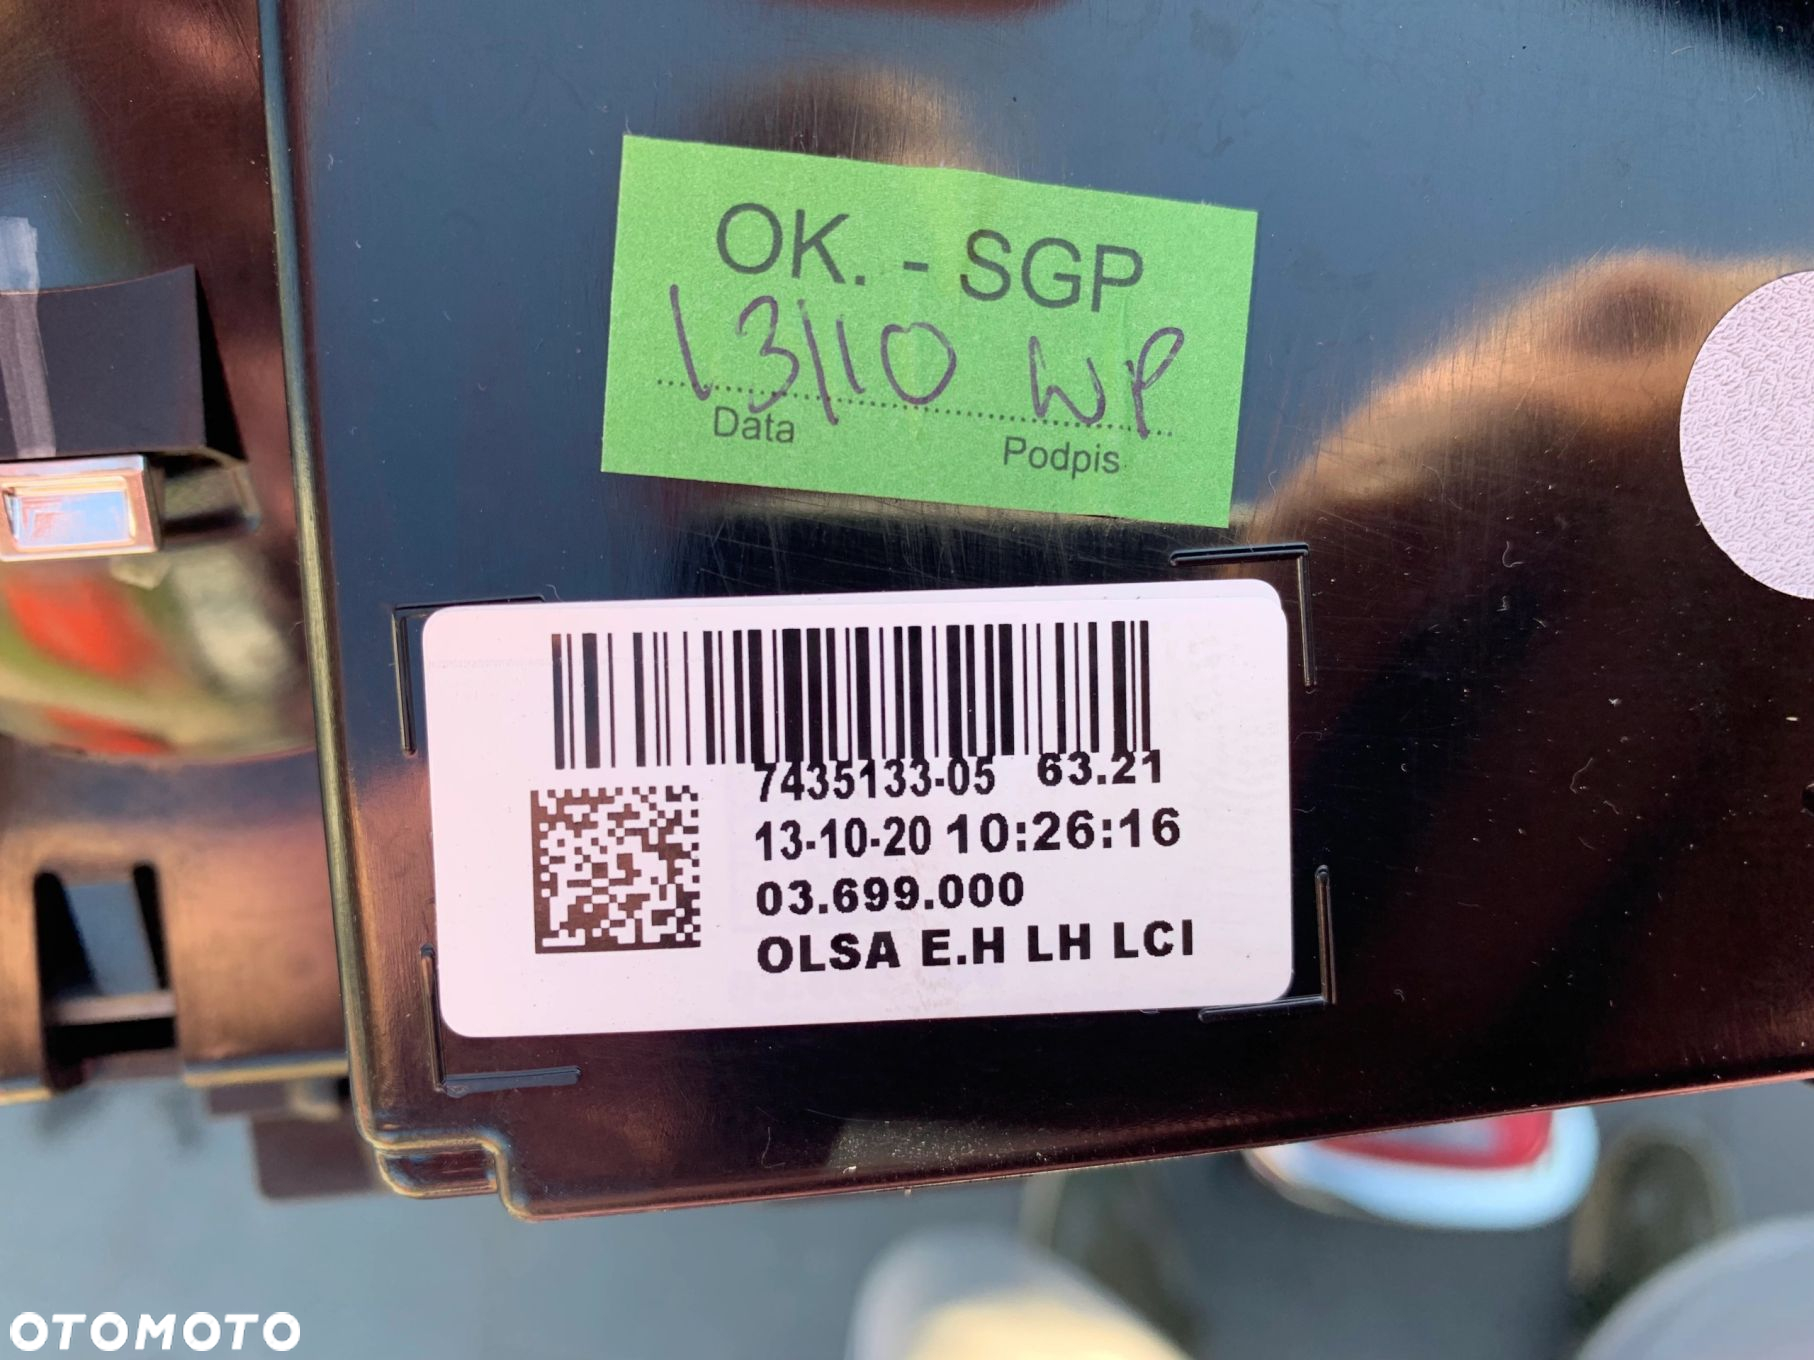 OK. - SGP
13/10 WP
Data Podpis
7435133-05 63.21
13-10-20 10:26:16
03.699.000
OLSA E.H LH LCI
OTOMOTO